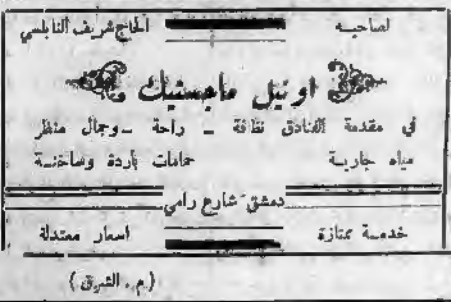 لصاحبه الحاج شريف النابلسي
اوتيل ماجستيك
في مقدمة الفنادق نظافة - راحة - وجمال منظر
مياه جارية حمامات باردة وساخنة
دمشق شارع رامي
خدمة ممتازة اسعار معتدلة
(م. الشرق)